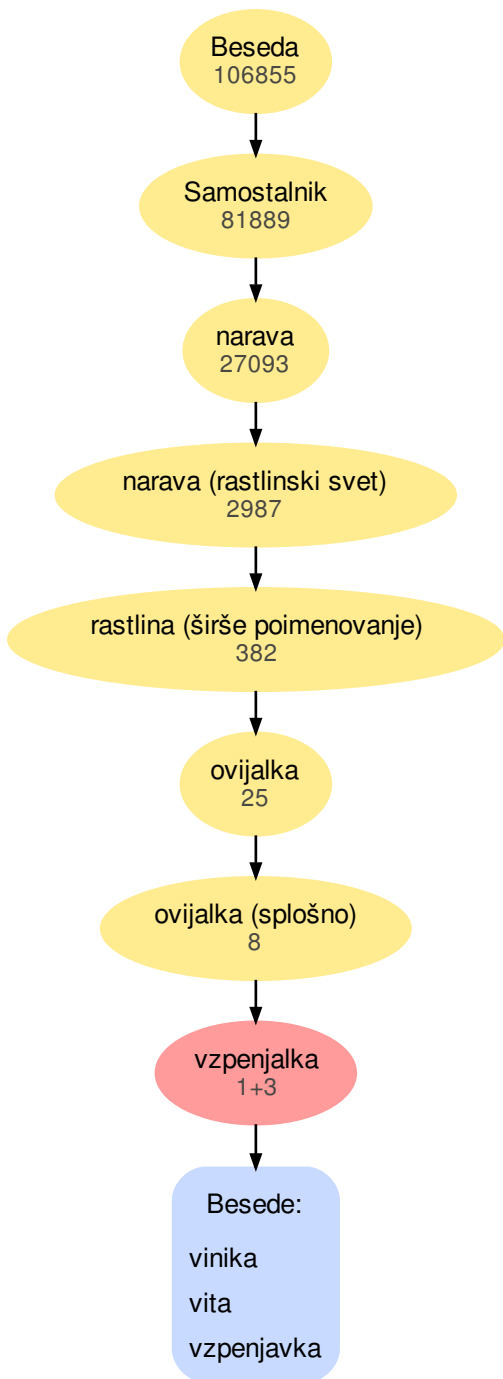 Beseda
106855
Samostalnik
81889
narava
27093
narava (rastlinski svet)
2987
rastlina (širše poimenovanje)
382
ovijalka
25
ovijalka (splošno)
8
vzpenjalka
1+3
Besede:
vinika
vita
vzpenjavka